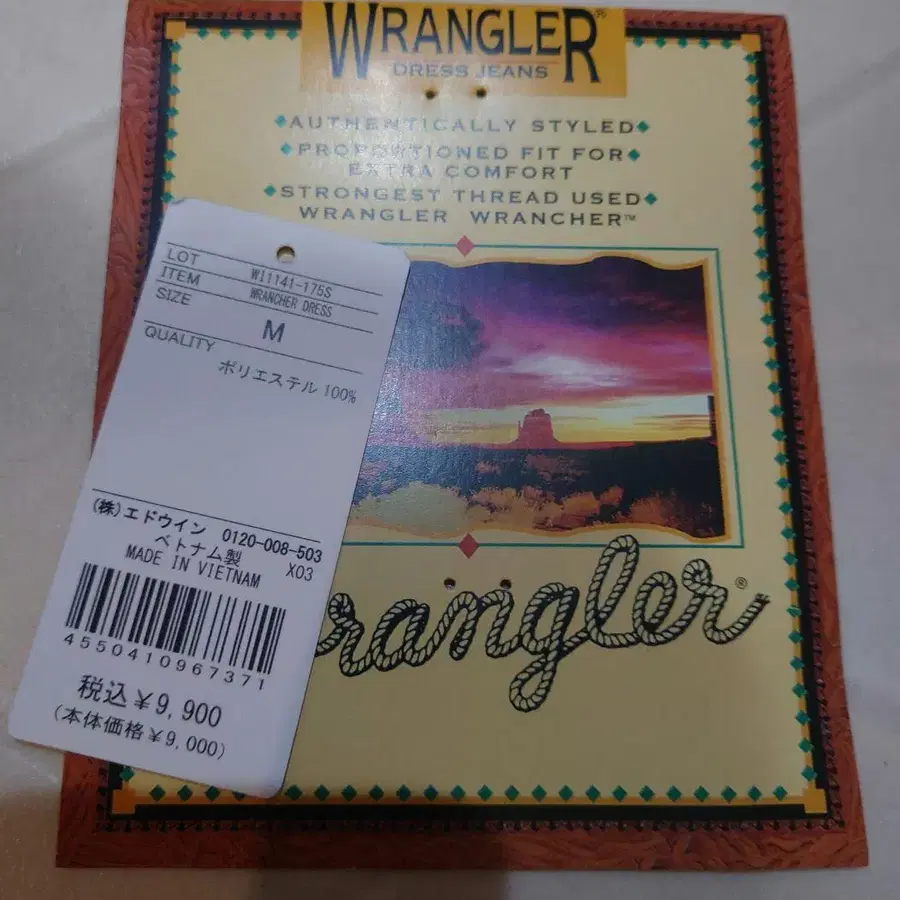 WRANGLER®
DRESS JEANS
◆AUTHENTICALLY STYLED◆
◆PROPORTIONED FIT FOR◆
EXTRA COMFORT
◆STRONGEST THREAD USED◆
WRANGLER WRANCHER™
LOT WI1141-175S
ITEM WRANCHER DRESS
SIZE M
QUALITY
ポリエステル 100%
(株)エドウイン 0120-008-503
ベトナム製 X03
MADE IN VIETNAM
4550410967371
税込¥9,900
(本体価格¥9,000)
rangler®